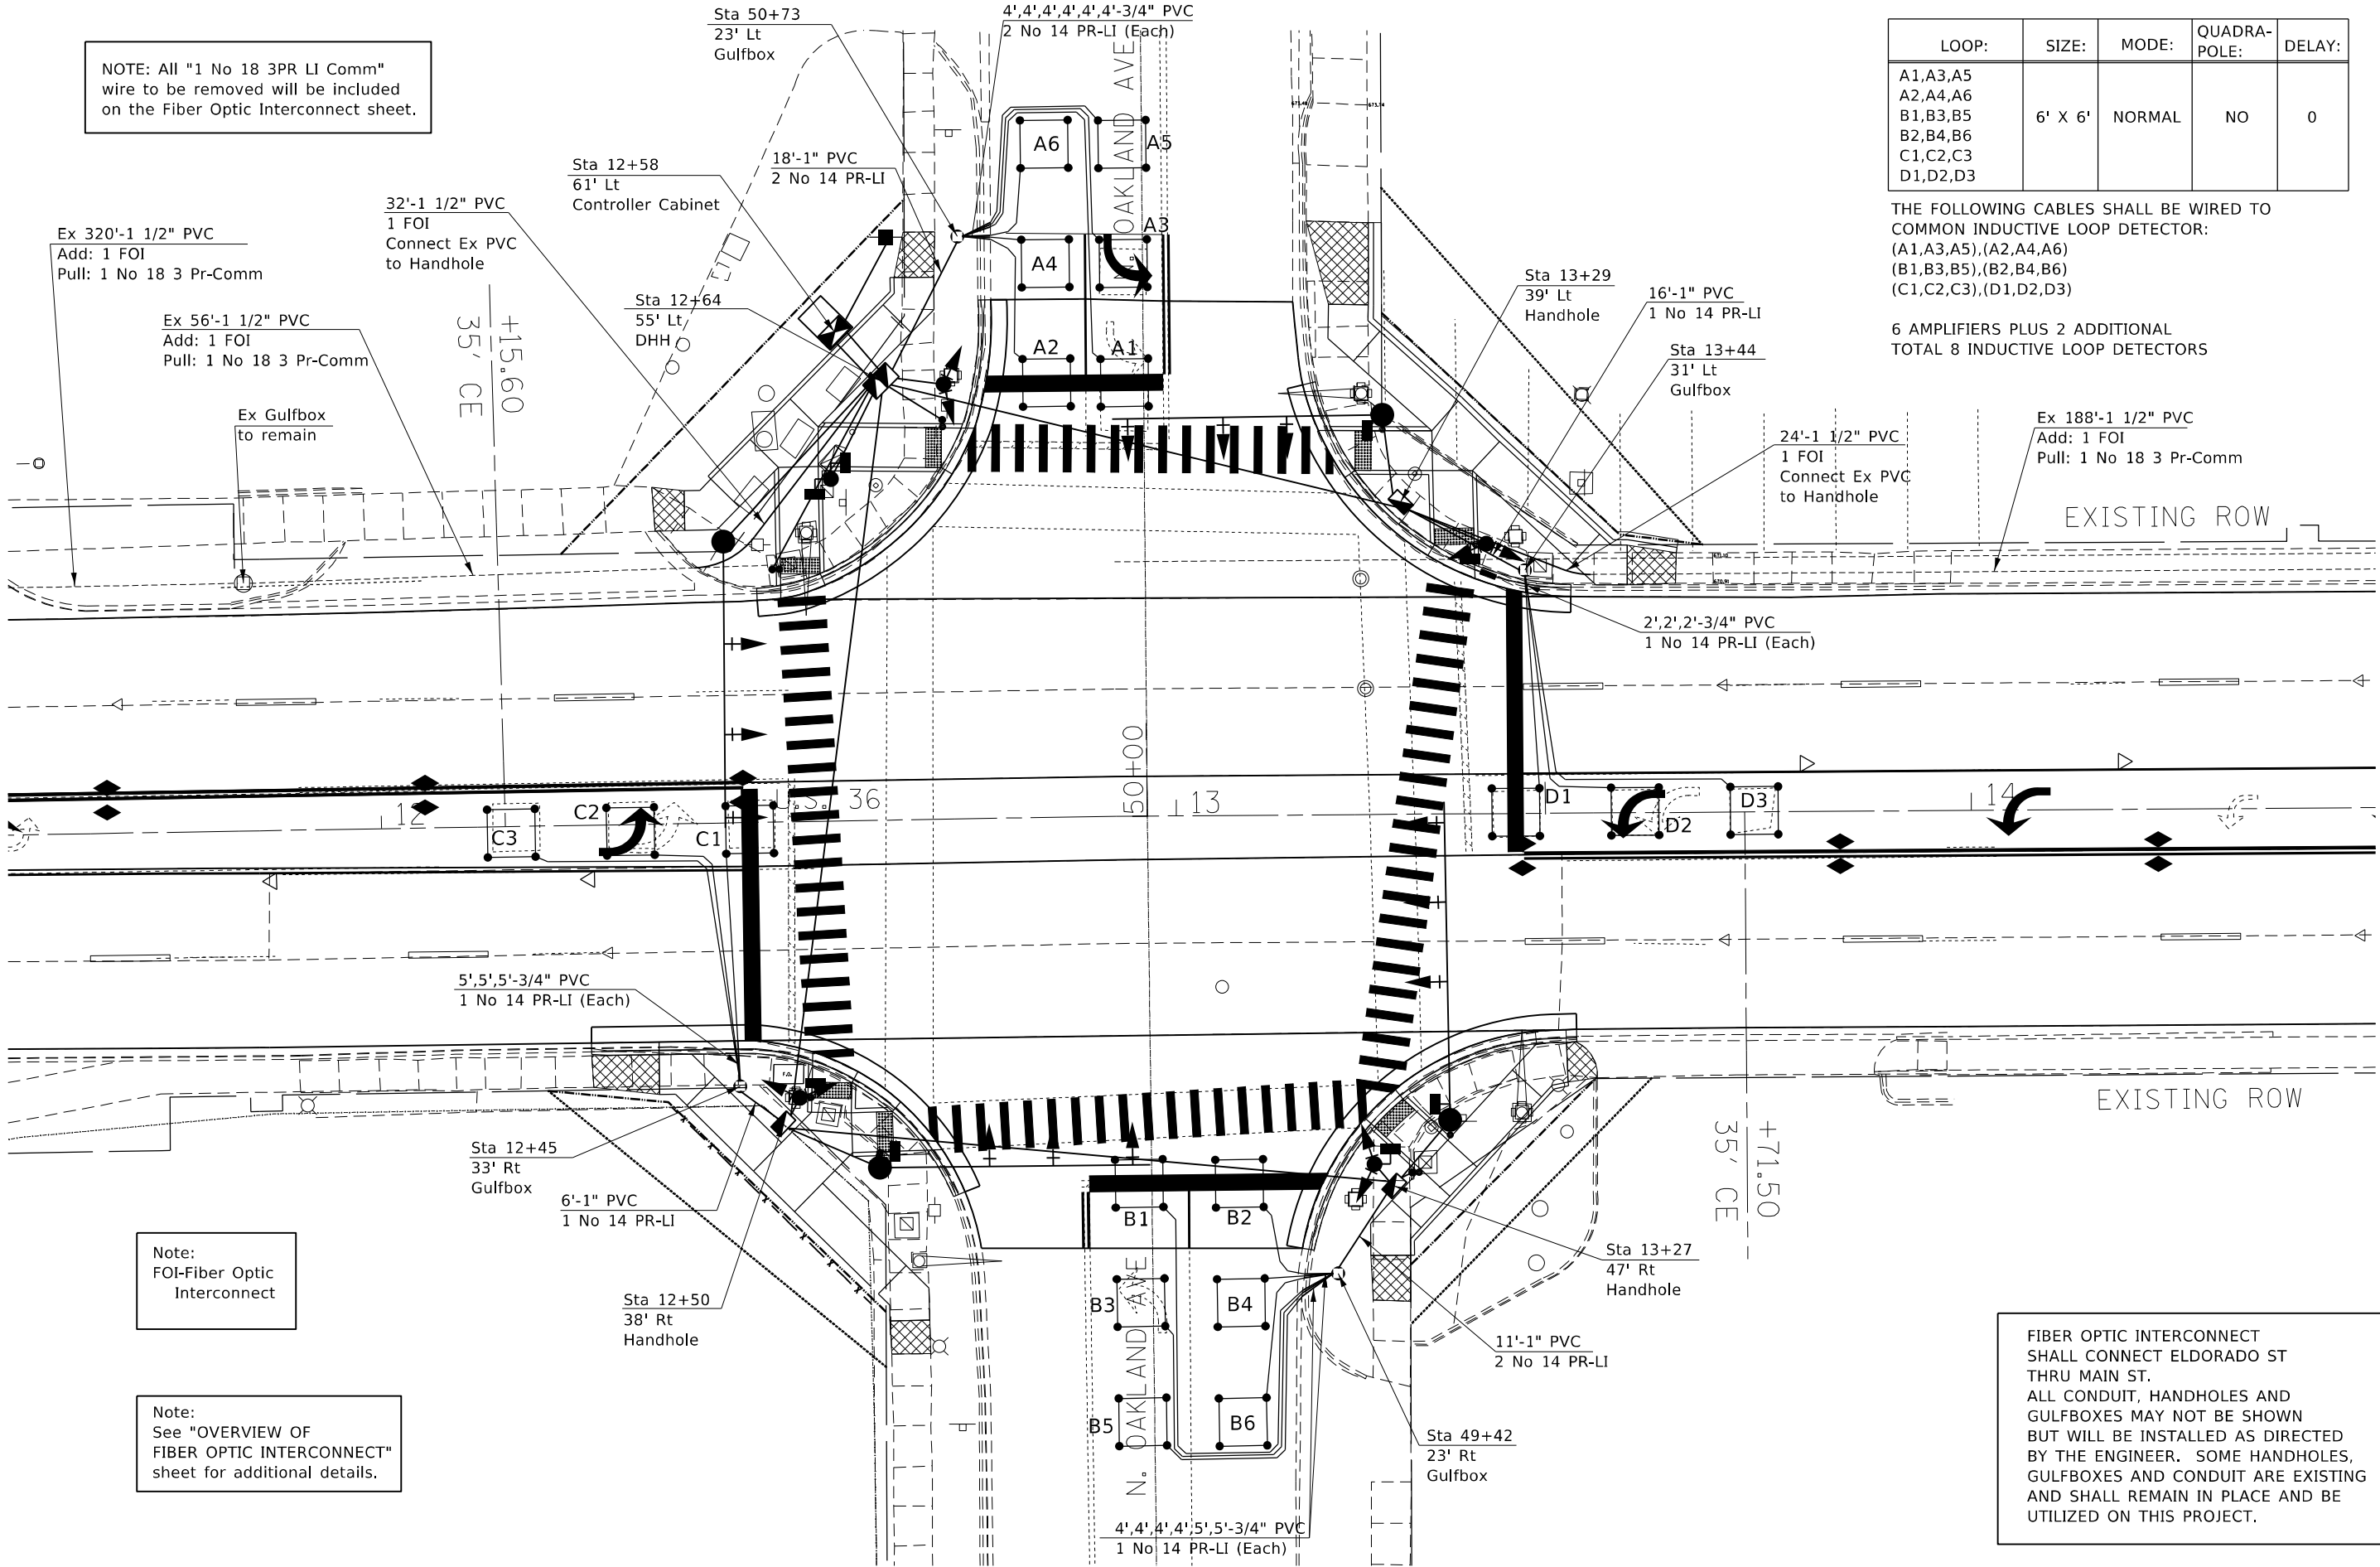 NOTE: All "1 No 18 3PR LI Comm"
wire to be removed will be included
on the Fiber Optic Interconnect sheet.
Sta 50+73
23' Lt
Gulfbox
4',4',4',4',4',4'-3/4" PVC
2 No 14 PR-LI (Each)
LOOP: SIZE: MODE: QUADRA-POLE: DELAY:
A1,A3,A5
A2,A4,A6
B1,B3,B5
B2,B4,B6
C1,C2,C3
D1,D2,D3
6' X 6' NORMAL NO 0
THE FOLLOWING CABLES SHALL BE WIRED TO
COMMON INDUCTIVE LOOP DETECTOR:
(A1,A3,A5),(A2,A4,A6)
(B1,B3,B5),(B2,B4,B6)
(C1,C2,C3),(D1,D2,D3)
6 AMPLIFIERS PLUS 2 ADDITIONAL
TOTAL 8 INDUCTIVE LOOP DETECTORS
Sta 12+58
61' Lt
Controller Cabinet
18'-1" PVC
2 No 14 PR-LI
32'-1 1/2" PVC
1 FOI
Connect Ex PVC
to Handhole
Ex 320'-1 1/2" PVC
Add: 1 FOI
Pull: 1 No 18 3 Pr-Comm
Ex 56'-1 1/2" PVC
Add: 1 FOI
Pull: 1 No 18 3 Pr-Comm
Ex Gulfbox
to remain
Sta 12+64
55' Lt
DHH
+15.60
35' CE
N. OAKLAND AVE
A6
A5
A4
A3
A2
A1
Sta 13+29
39' Lt
Handhole
16'-1" PVC
1 No 14 PR-LI
Sta 13+44
31' Lt
Gulfbox
24'-1 1/2" PVC
1 FOI
Connect Ex PVC
to Handhole
Ex 188'-1 1/2" PVC
Add: 1 FOI
Pull: 1 No 18 3 Pr-Comm
EXISTING ROW
2',2',2'-3/4" PVC
1 No 14 PR-LI (Each)
12
C3
C2
C1
.S. 36
50+00
13
D1
D2
D3
14
5',5',5'-3/4" PVC
1 No 14 PR-LI (Each)
Sta 12+45
33' Rt
Gulfbox
6'-1" PVC
1 No 14 PR-LI
Sta 12+50
38' Rt
Handhole
EXISTING ROW
+71.50
35' CE
B1
B2
B3
B4
B5
B6
N. OAKLAND AVE
Sta 13+27
47' Rt
Handhole
11'-1" PVC
2 No 14 PR-LI
Sta 49+42
23' Rt
Gulfbox
4',4',4',4',5',5'-3/4" PVC
1 No 14 PR-LI (Each)
Note:
FOI-Fiber Optic
Interconnect
Note:
See "OVERVIEW OF
FIBER OPTIC INTERCONNECT"
sheet for additional details.
FIBER OPTIC INTERCONNECT
SHALL CONNECT ELDORADO ST
THRU MAIN ST.
ALL CONDUIT, HANDHOLES AND
GULFBOXES MAY NOT BE SHOWN
BUT WILL BE INSTALLED AS DIRECTED
BY THE ENGINEER. SOME HANDHOLES,
GULFBOXES AND CONDUIT ARE EXISTING
AND SHALL REMAIN IN PLACE AND BE
UTILIZED ON THIS PROJECT.